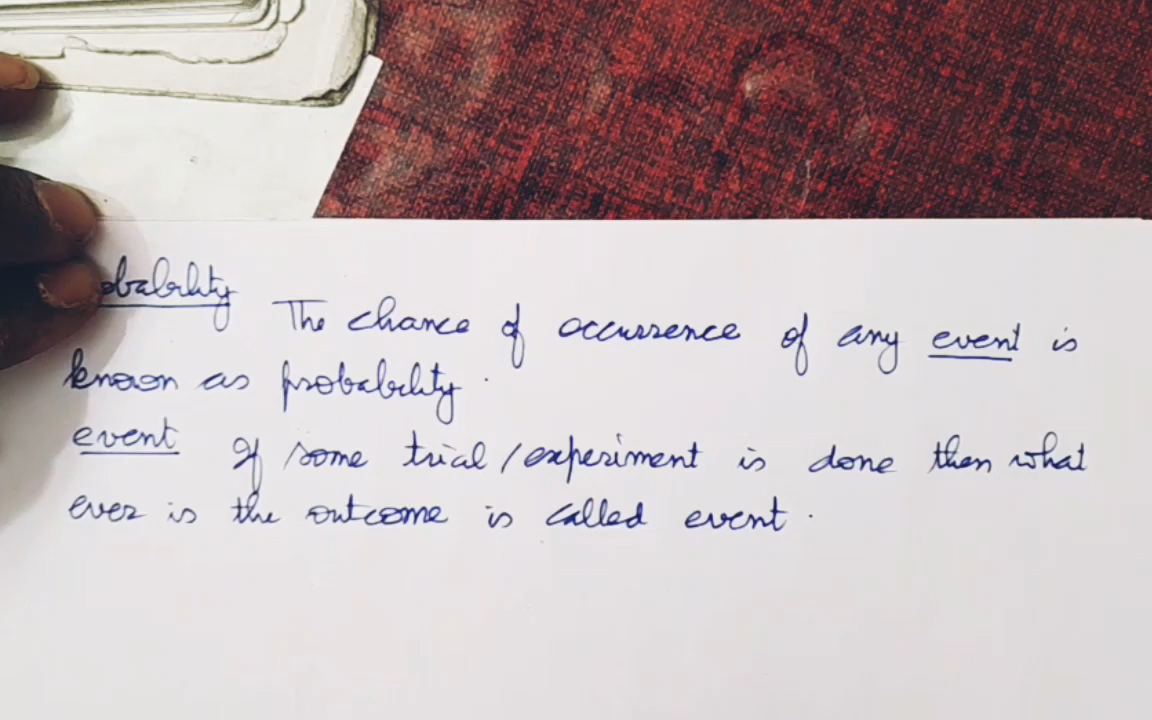 obability The chance of occurrence of any event is
known as probability.
event If some trial/experiment is done then what
ever is the outcome is called event.